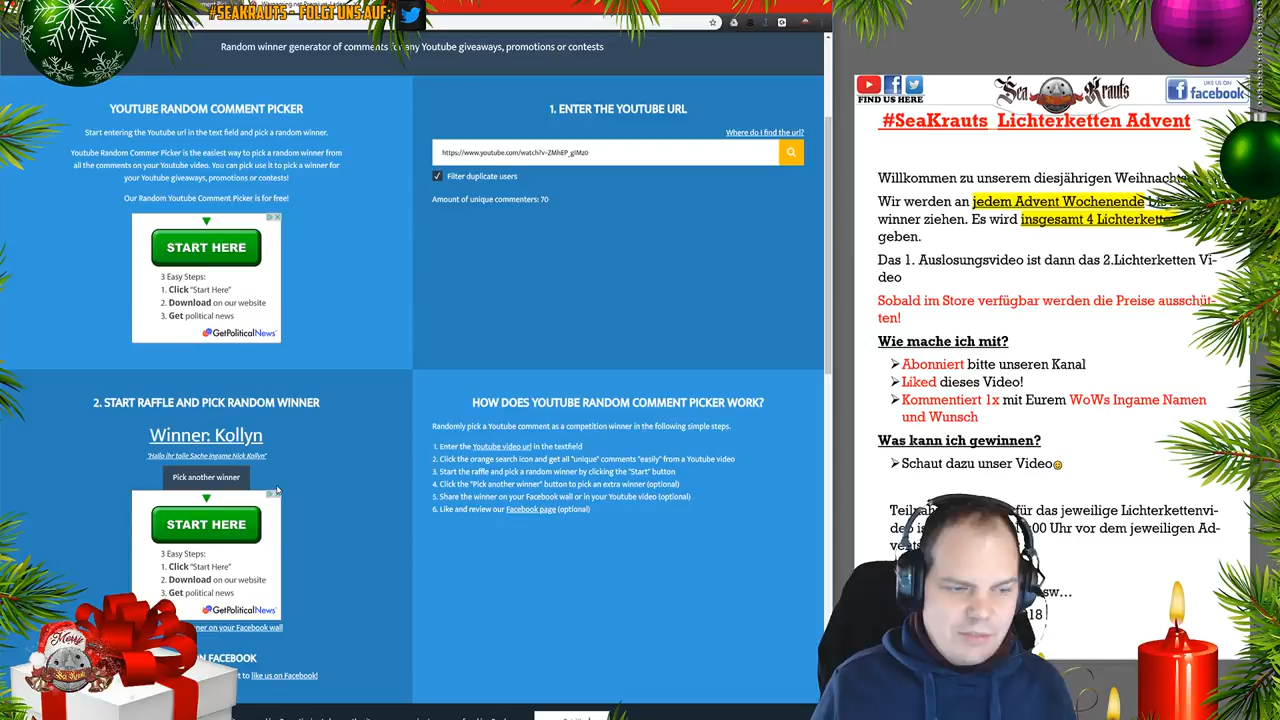 #SEAKRAUTS - FOLGT UNS AUF:
Random winner generator of comments for any Youtube giveaways, promotions or contests
YOUTUBE RANDOM COMMENT PICKER
Start entering the Youtube url in the text field and pick a random winner.
Youtube Random Commer Picker is the easiest way to pick a random winner from
all the comments on your Youtube video. You can pick use it to pick a winner for
your Youtube giveaways, promotions or contests!
Our Random Youtube Comment Picker is for free!
START HERE
3 Easy Steps:
1. Click "Start Here"
2. Download on our website
3. Get political news
GetPoliticalNews
1. ENTER THE YOUTUBE URL
Where do I find the url?
https://www.youtube.com/watch?v=ZMhEP_gIMz0
Filter duplicate users
Amount of unique commenters: 70
2. START RAFFLE AND PICK RANDOM WINNER
Winner: Kollyn
"Hallo ihr tolle Sache Ingame Nick Kollyn"
Pick another winner
START HERE
3 Easy Steps:
1. Click "Start Here"
2. Download on our website
3. Get political news
GetPoliticalNews
on your Facebook wall
ON FACEBOOK
to like us on Facebook!
HOW DOES YOUTUBE RANDOM COMMENT PICKER WORK?
Randomly pick a Youtube comment as a competition winner in the following simple steps.
1. Enter the Youtube video url in the textfield
2. Click the orange search icon and get all "unique" comments "easily" from a Youtube video
3. Start the raffle and pick a random winner by clicking the "Start" button
4. Click the "Pick another winner" button to pick an extra winner (optional)
5. Share the winner on your Facebook wall or in your Youtube video (optional)
6. Like and review our Facebook page (optional)
FIND US HERE
Sea Krauts
LIKE US ON
facebook
#SeaKrauts Lichterketten Advent
Willkommen zu unserem diesjährigen
Wir werden an jedem Advent Wochenende
winner ziehen. Es wird insgesamt 4
geben.
Das 1. Auslosungsvideo ist dann das 2.Lichterketten Vi-
deo
Sobald im Store verfügbar werden die Preise ausschüt-
ten!
Wie mache ich mit?
Abonniert bitte unseren Kanal
Liked dieses Video!
Kommentiert 1x mit Eurem WoWs Ingame Namen
und Wunsch
Was kann ich gewinnen?
Schaut dazu unser Video
für das jeweilige Lichterkettenvi-
00 Uhr vor dem jeweiligen Ad-
18
Merry